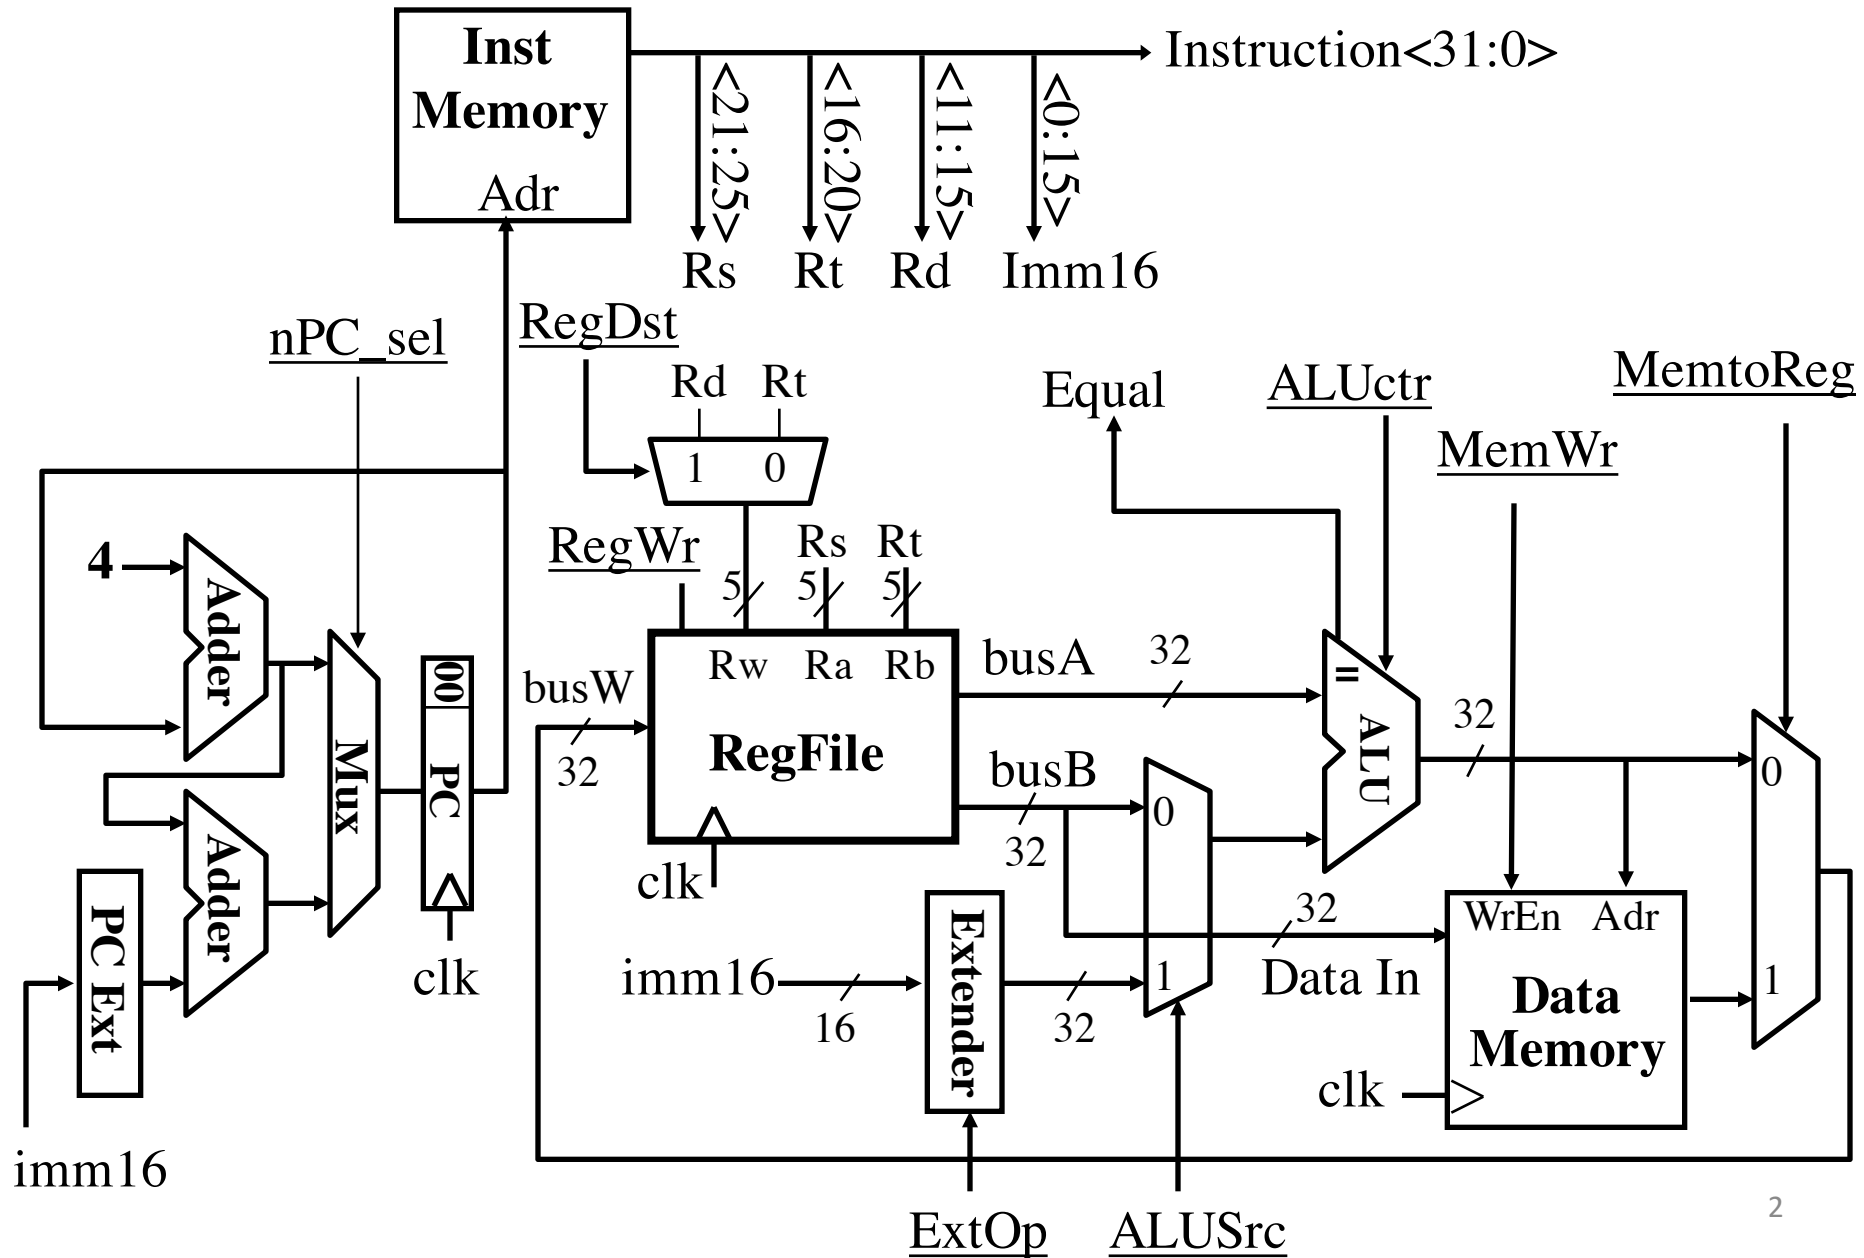 Inst
Memory
Adr
Instruction<31:0>
<21:25>
<16:20>
<11:15>
<0:15>
Rs
Rt
Rd
Imm16
nPC_sel
RegDst
Rd
Rt
1
0
Equal
ALUctr
MemtoReg
MemWr
RegWr
Rs
Rt
5
5
5
4
Adder
Mux
00
PC
clk
Adder
PC Ext
imm16
busW
32
Rw
Ra
Rb
RegFile
clk
busA
32
busB
32
0
1
=
ALU
32
imm16
16
Extender
32
32
Data In
WrEn
Adr
Data
Memory
clk
0
1
ExtOp
ALUSrc
2